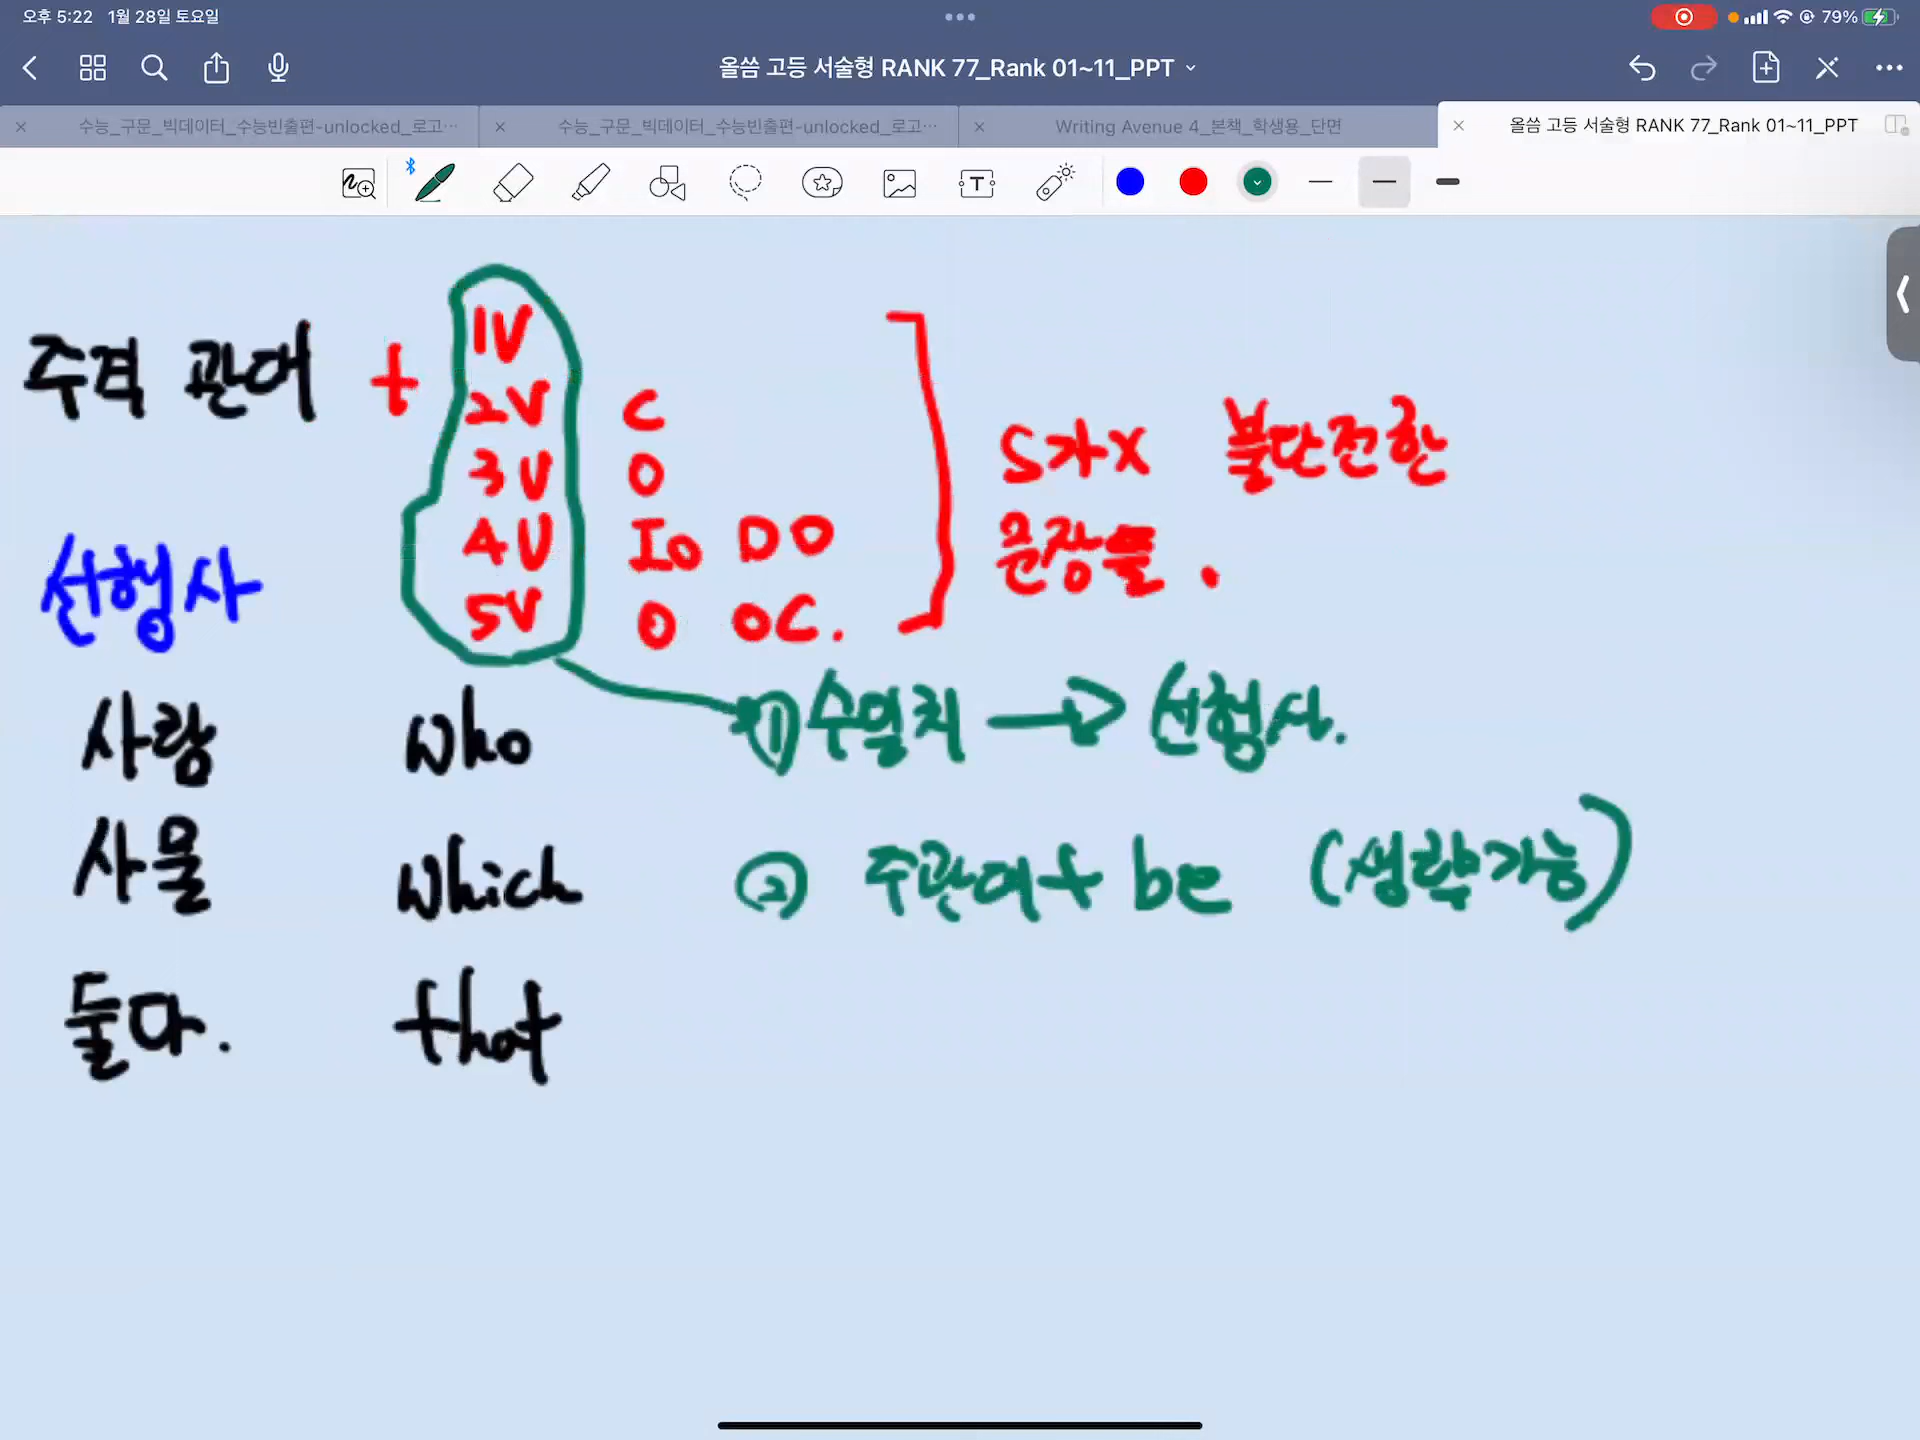 오후 5:22 1월 28일 토요일
79%
올씀 고등 서술형 RANK 77_Rank 01~11_PPT
수능_구문_빅데이터_수능빈출편-unlocked_로고…
수능_구문_빅데이터_수능빈출편-unlocked_로고…
Writing Avenue 4_본책_학생용_단면
올씀 고등 서술형 RANK 77_Rank 01~11_PPT
주격 관대 + 1V
2V C
3V O
4V IO DO
5V O OC.
S가 X 불완전한
문장들.
선행사
사람 who
① 수일치 → 선행사.
사물 which
② 주관대 + be (생략가능)
둘다. that